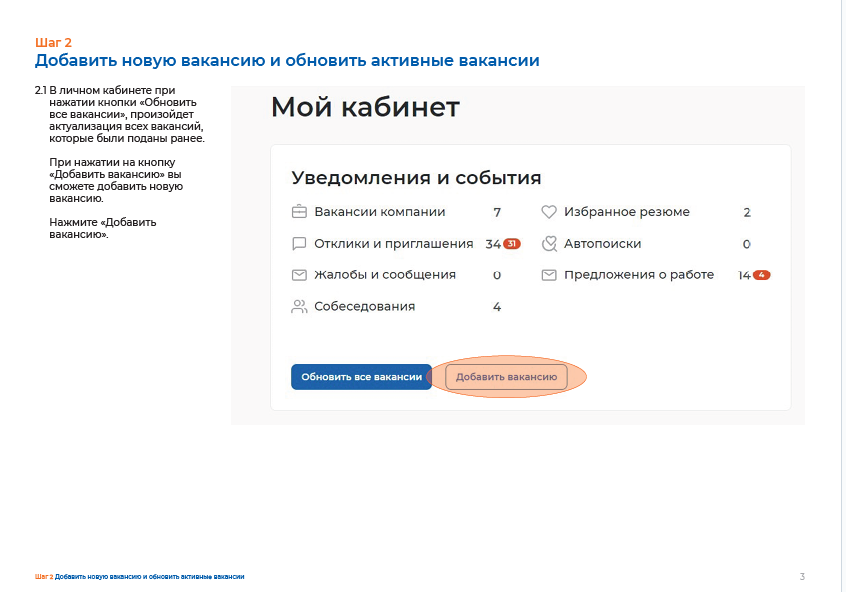 Шаг 2
Добавить новую вакансию и обновить активные вакансии
2.1 В личном кабинете при
нажатии кнопки «Обновить
все вакансии», произойдет
актуализация всех вакансий,
которые были поданы ранее.
При нажатии на кнопку
«Добавить вакансию» вы
сможете добавить новую
вакансию.
Нажмите «Добавить
вакансию».
Мой кабинет
Уведомления и события
Вакансии компании 7
Избранное резюме 2
Отклики и приглашения 34 31
Автопоиски 0
Жалобы и сообщения 0
Предложения о работе 14 4
Собеседования 4
Обновить все вакансии
Добавить вакансию
Шаг 2 Добавить новую вакансию и обновить активные вакансии
3